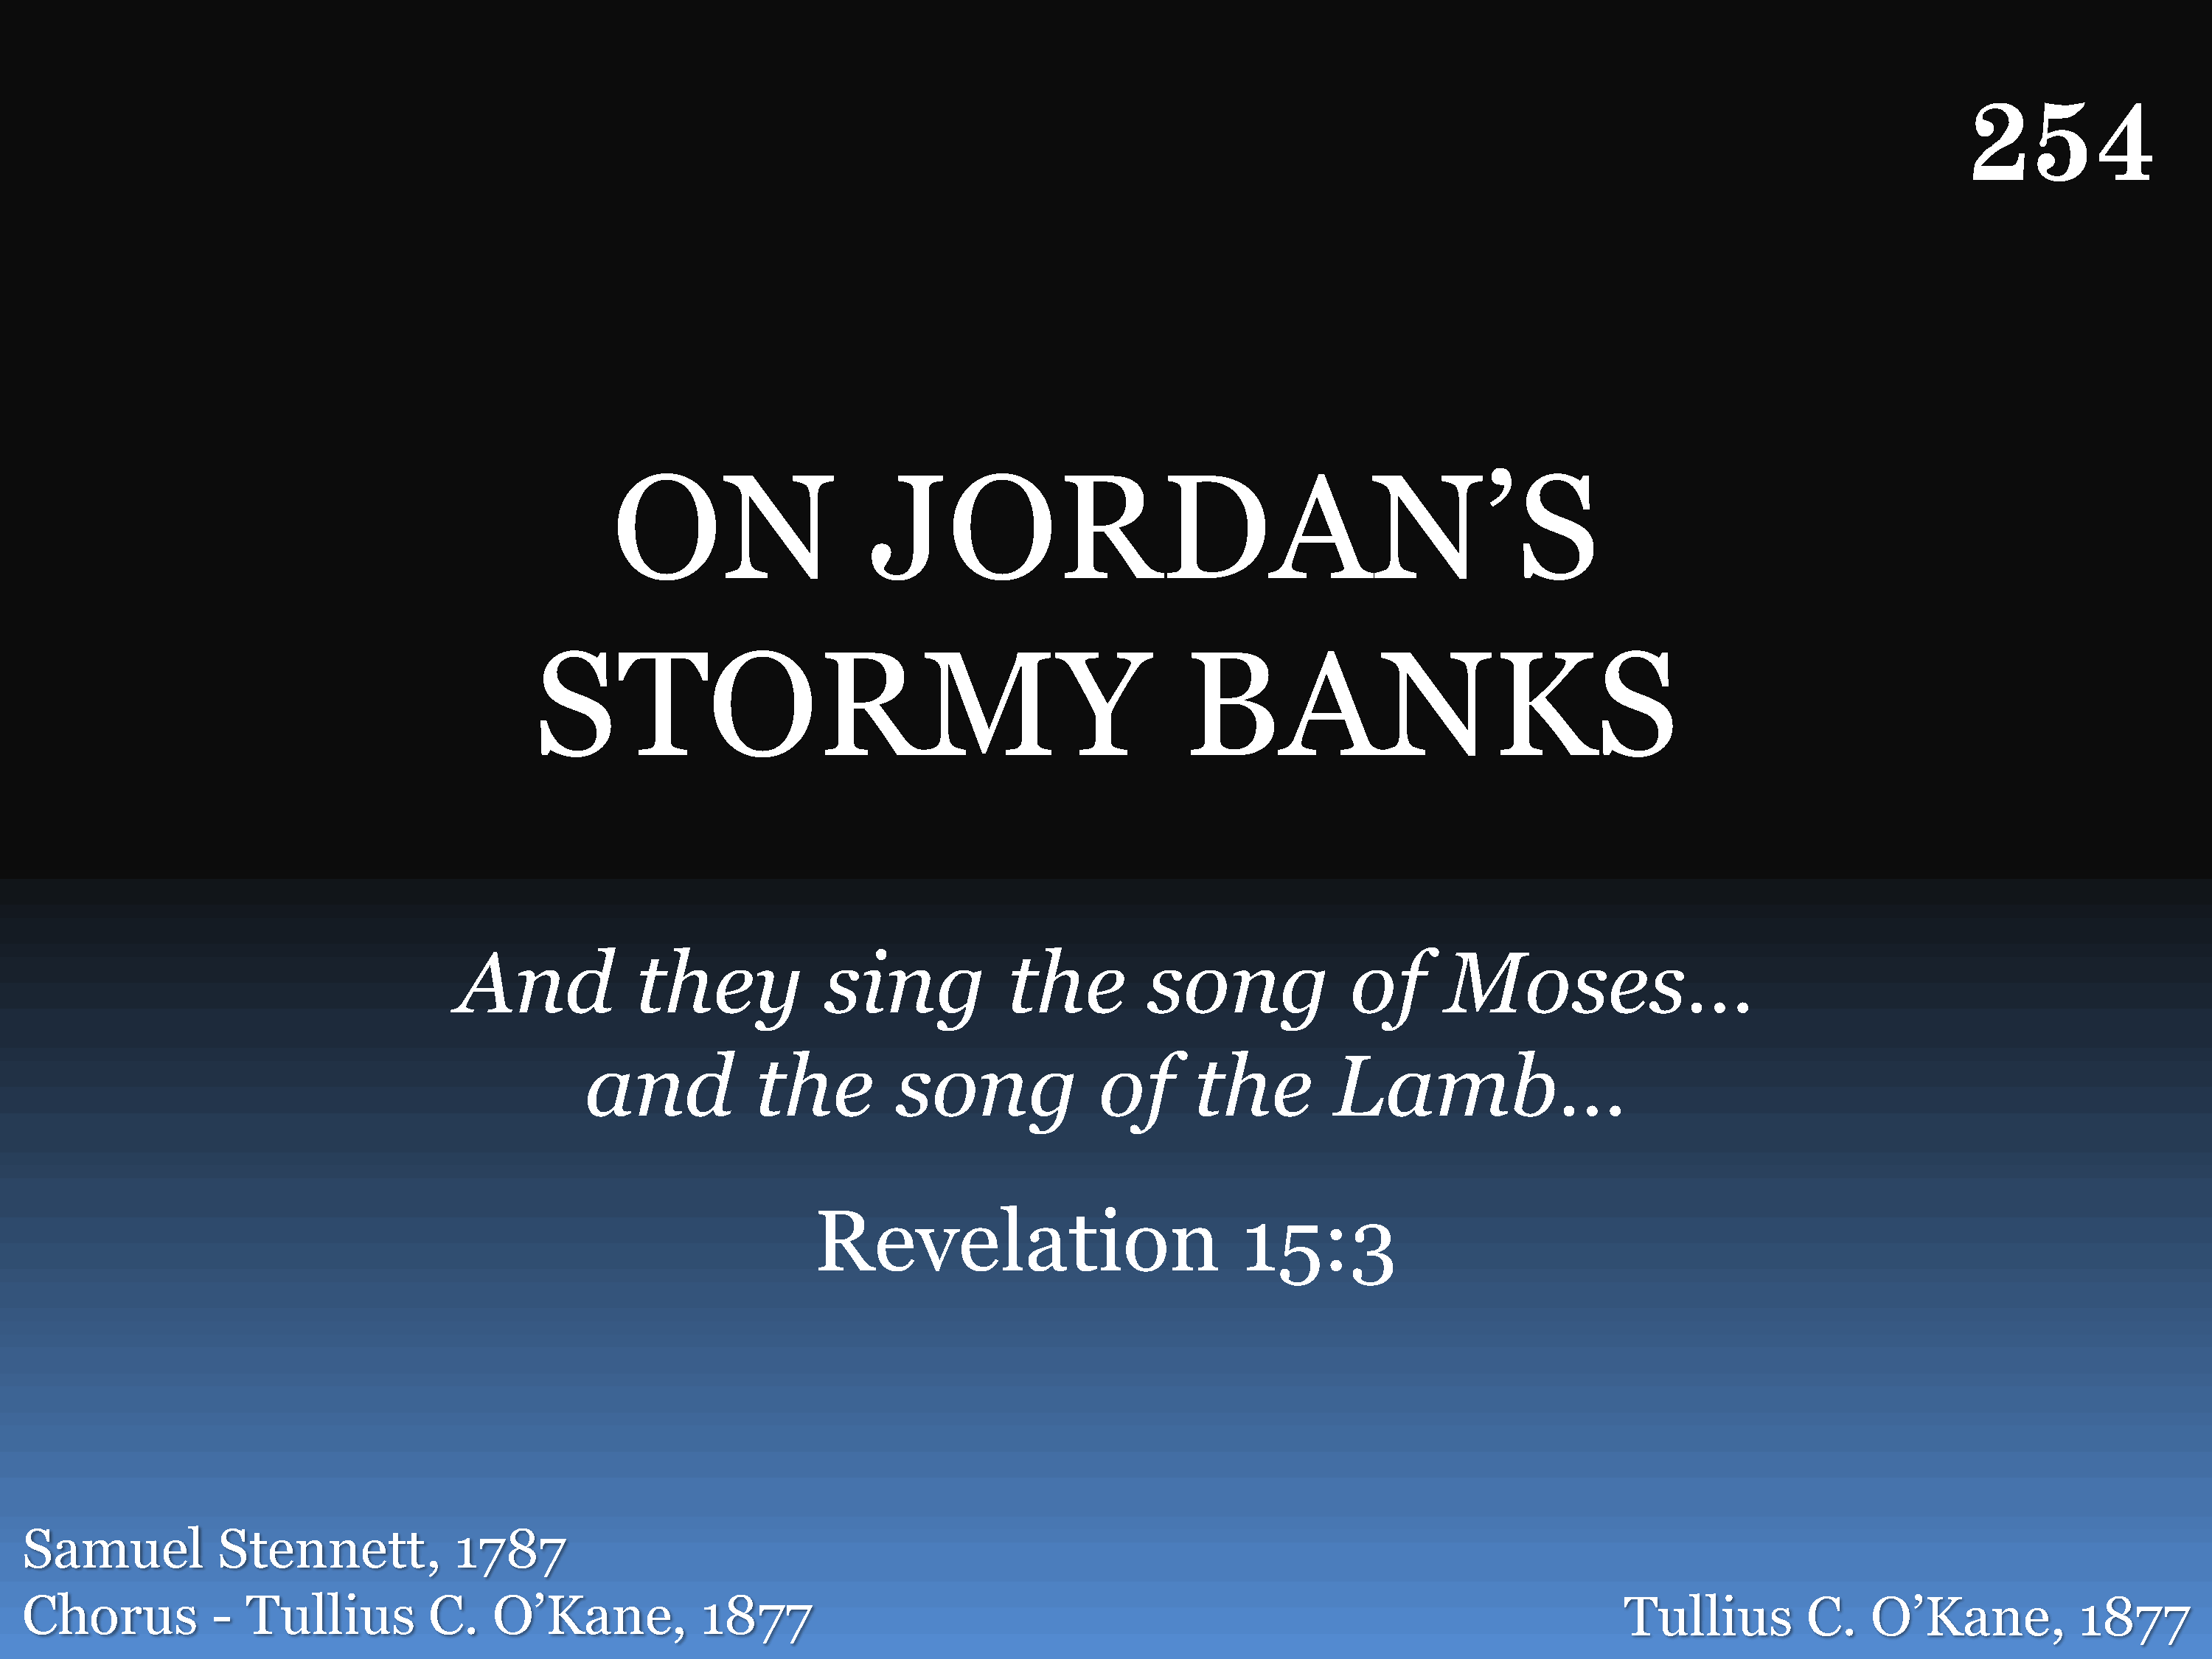 254
ON JORDAN’S
STORMY BANKS
And they sing the song of Moses...
and the song of the Lamb...
Revelation 15:3
Samuel Stennett, 1787
Chorus - Tullius C. O’Kane, 1877
Tullius C. O’Kane, 1877